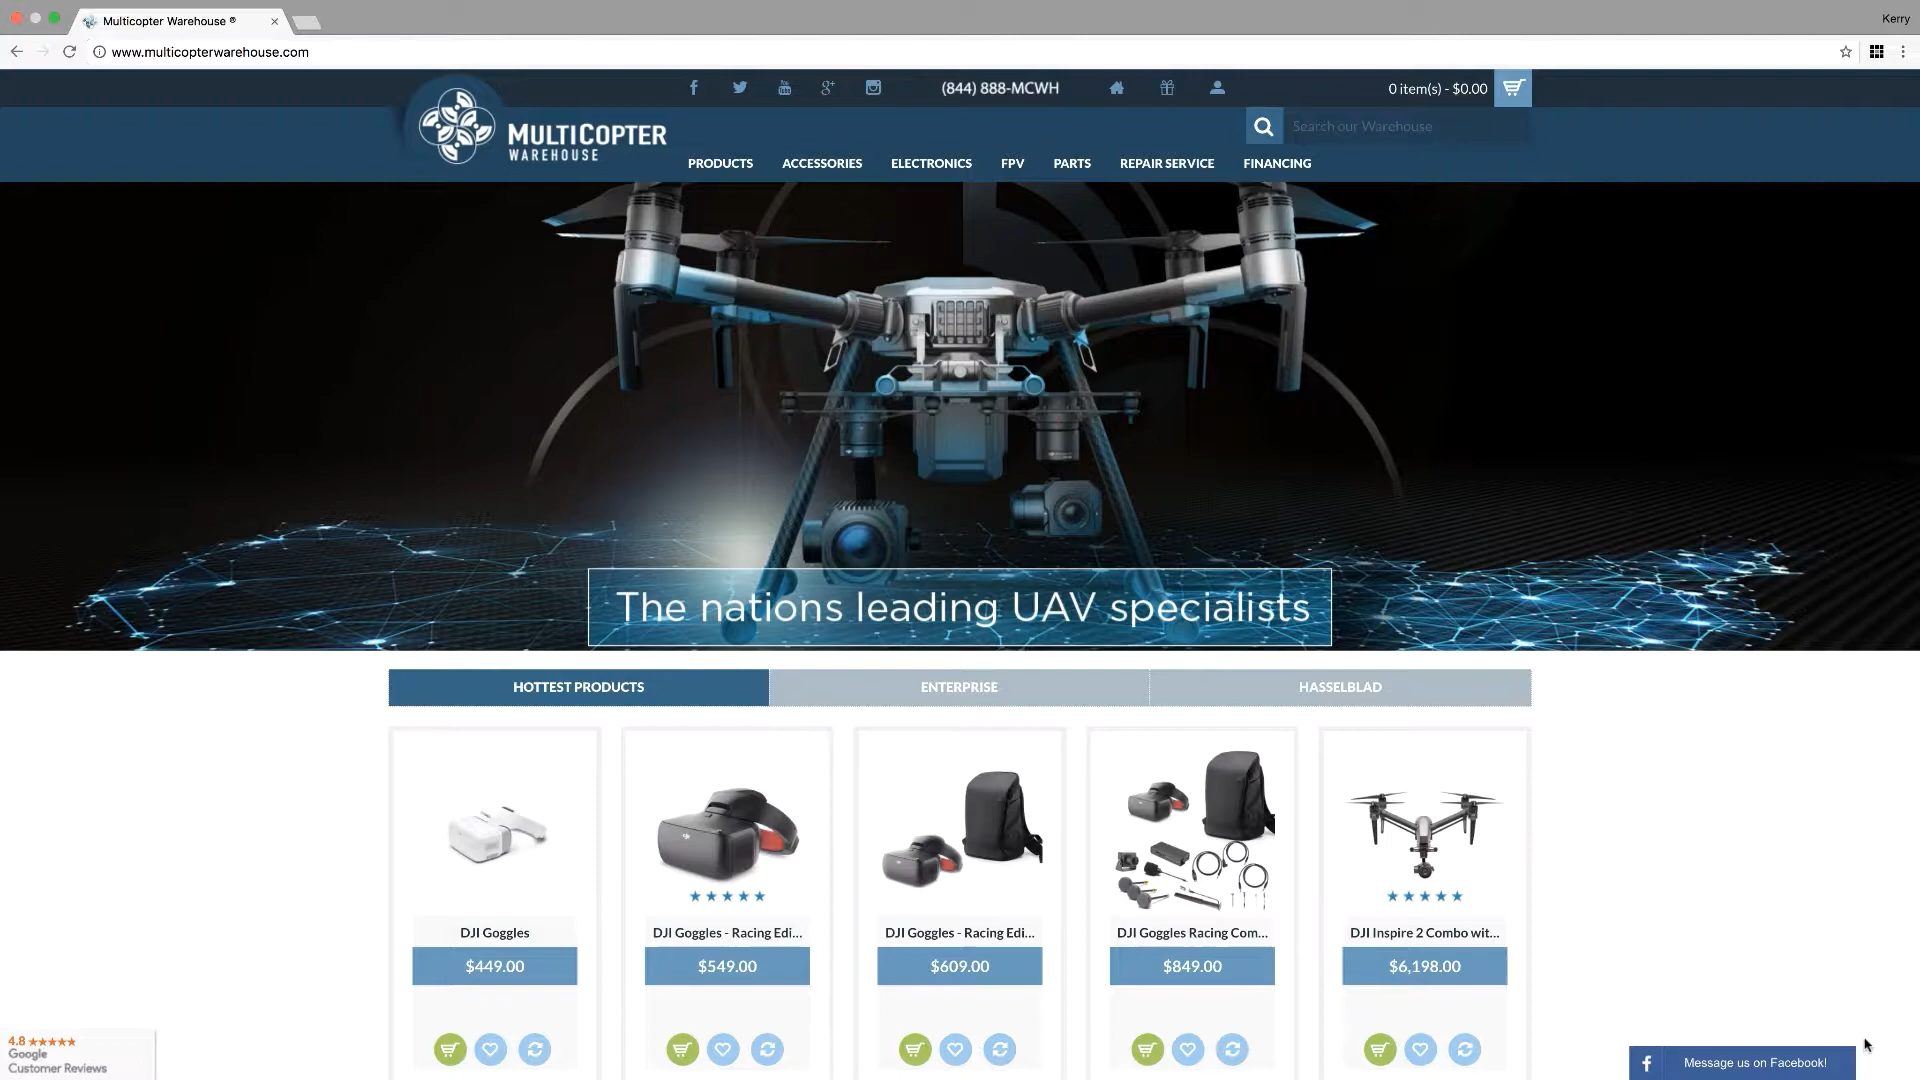 Multicopter Warehouse ®
Kerry
www.multicopterwarehouse.com
(844) 888-MCWH
0 item(s) - $0.00
MULTICOPTER
WAREHOUSE
Search our Warehouse
PRODUCTS
ACCESSORIES
ELECTRONICS
FPV
PARTS
REPAIR SERVICE
FINANCING
The nations leading UAV specialists
HOTTEST PRODUCTS
ENTERPRISE
HASSELBLAD
DJI Goggles
$449.00
DJI Goggles - Racing Edi...
$549.00
DJI Goggles - Racing Edi...
$609.00
DJI Goggles Racing Com...
$849.00
DJI Inspire 2 Combo wit...
$6,198.00
4.8 ★★★★★
Google
Customer Reviews
Message us on Facebook!